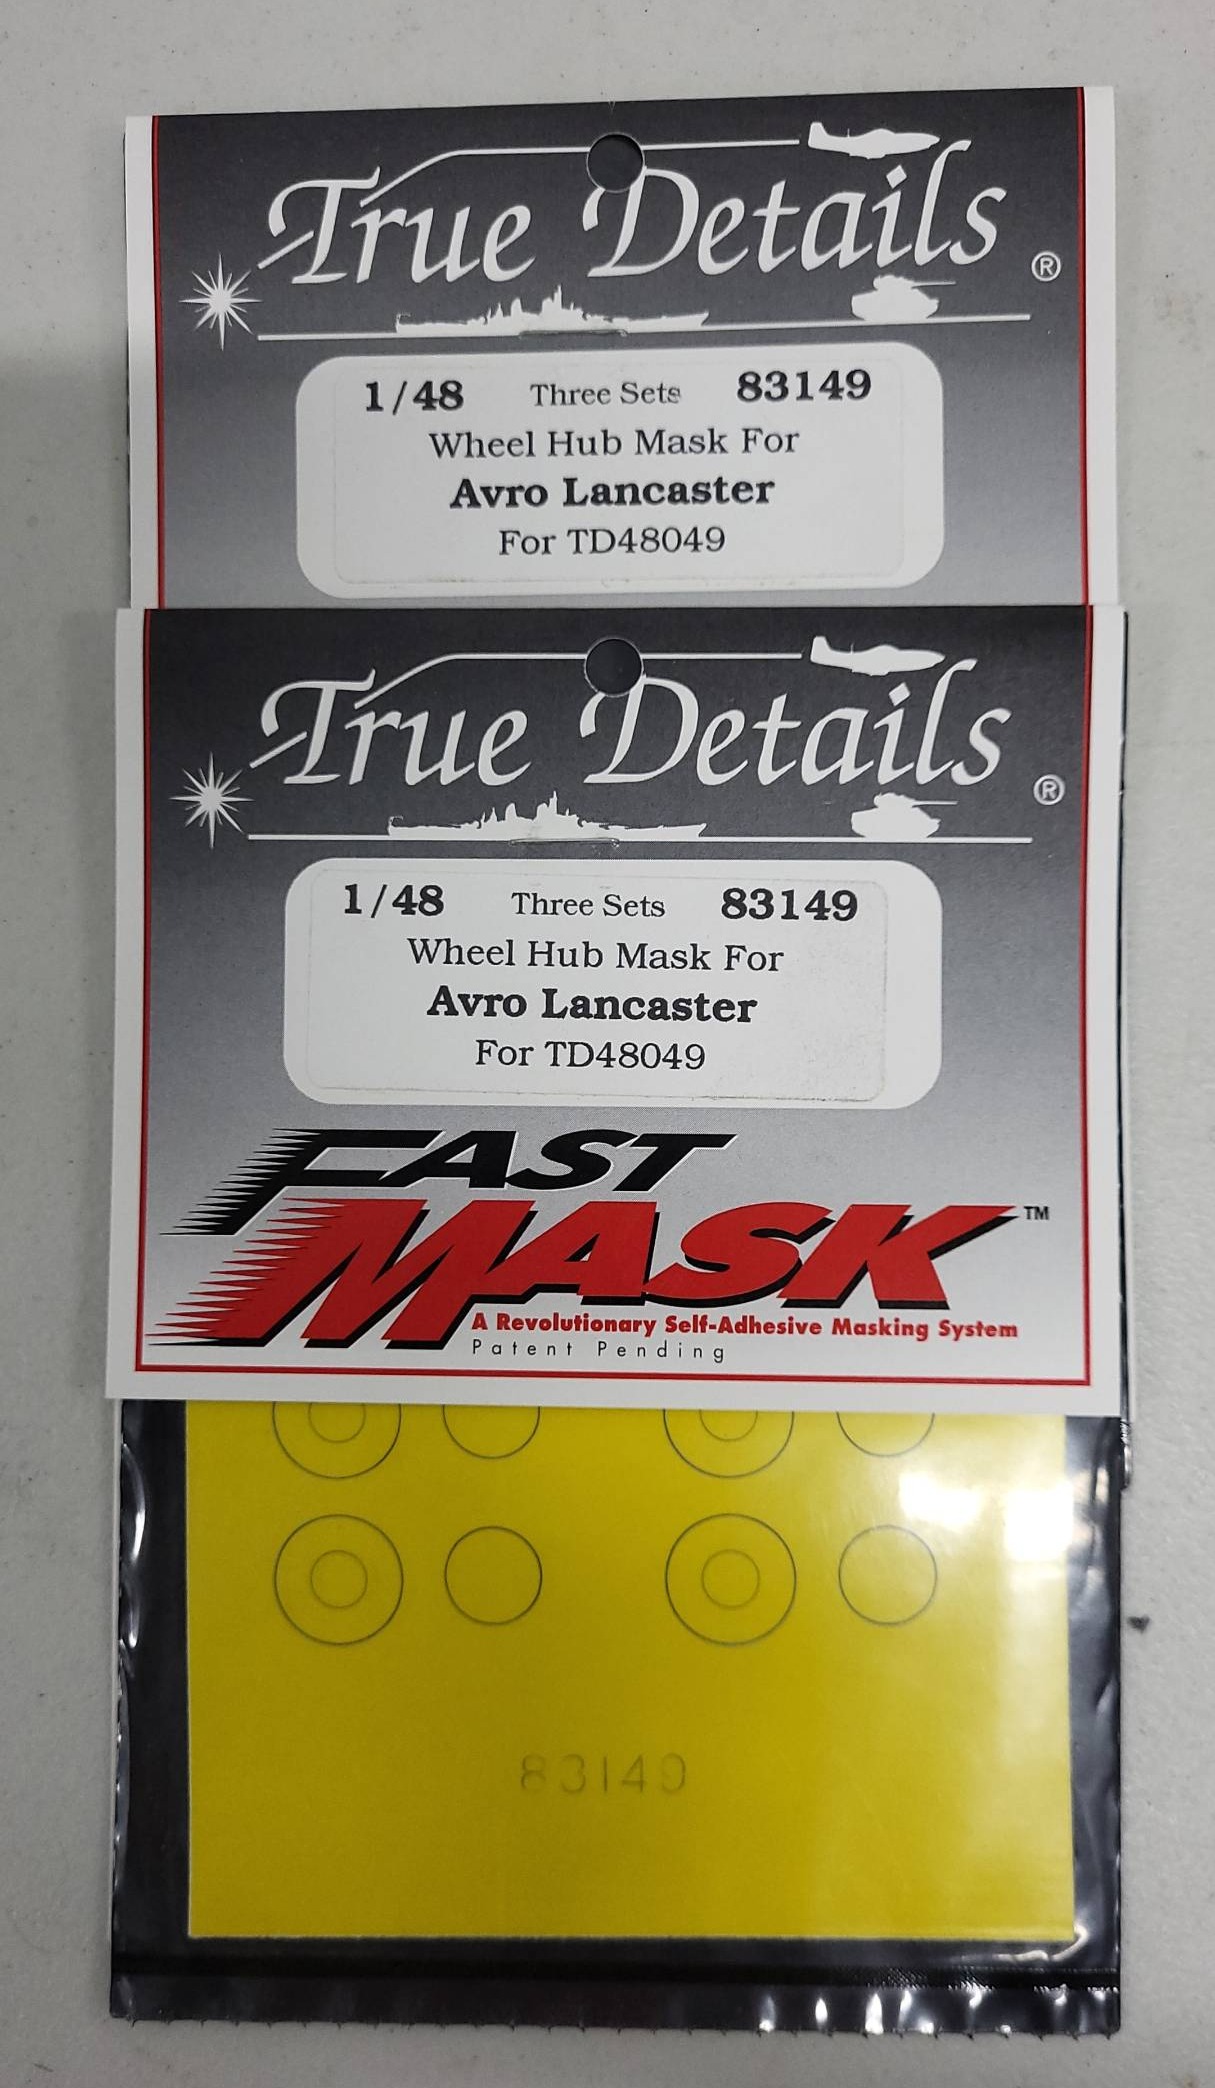 True Details ®
1/48 Three Sets 83149
Wheel Hub Mask For
Avro Lancaster
For TD48049
True Details ®
1/48 Three Sets 83149
Wheel Hub Mask For
Avro Lancaster
For TD48049
FAST
MASK™
A Revolutionary Self-Adhesive Masking System
Patent Pending
83149